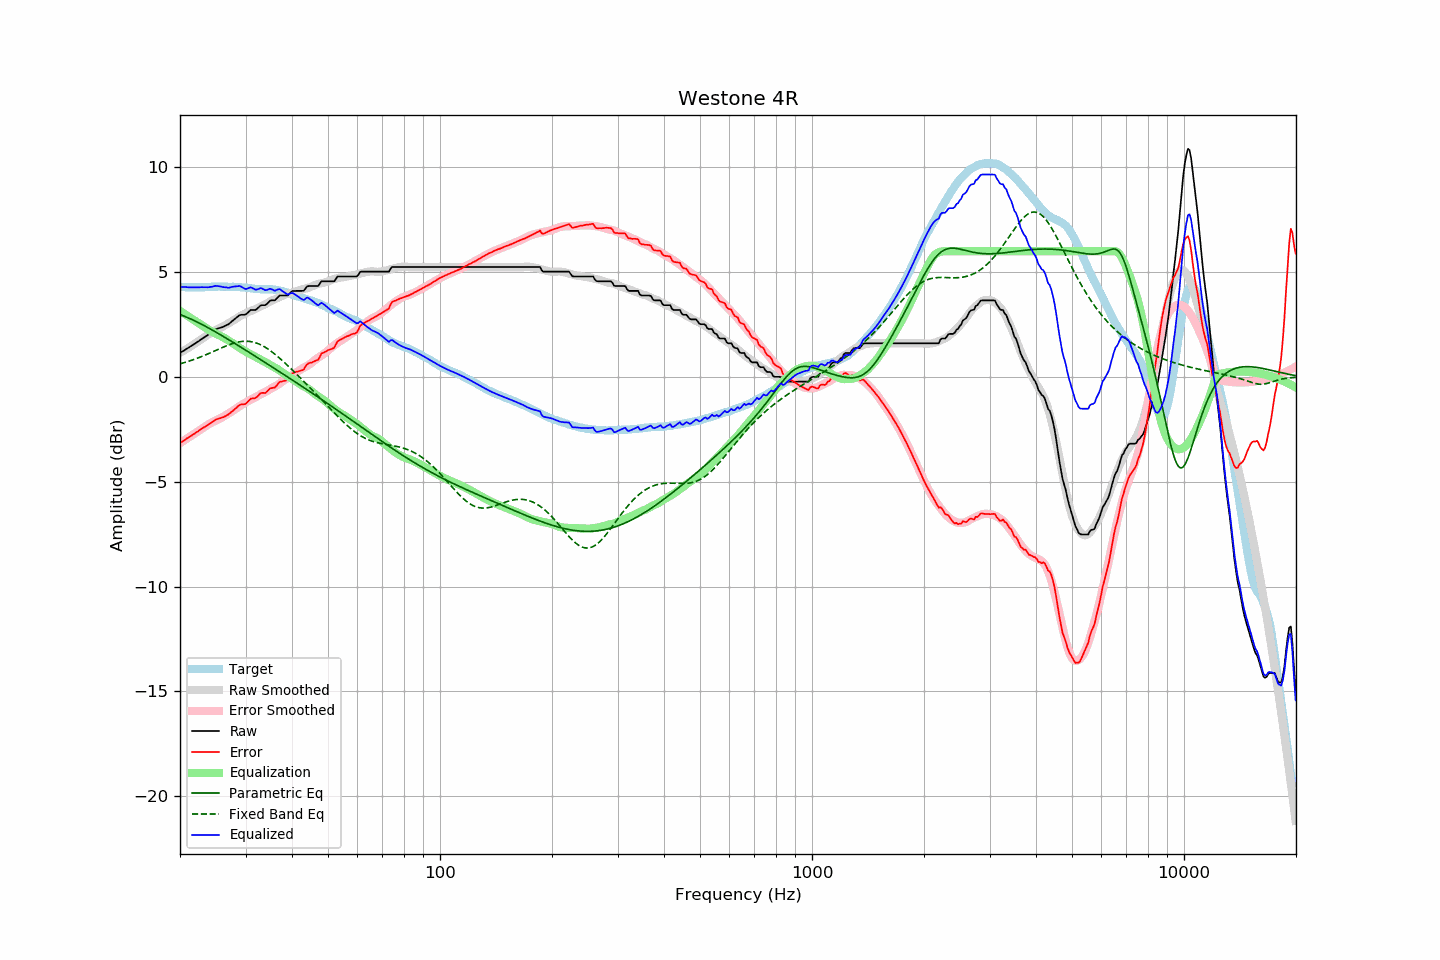 Westone 4R
Amplitude (dBr)
10
5
0
−5
−10
−15
−20
Target
Raw Smoothed
Error Smoothed
Raw
Error
Equalization
Parametric Eq
Fixed Band Eq
Equalized
100
1000
10000
Frequency (Hz)